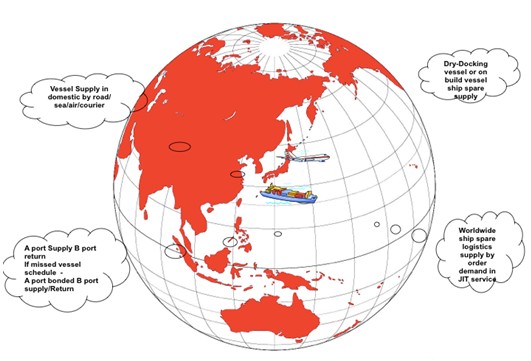 Vessel Supply in
domestic by road/
sea/air/courier
Dry-Docking
vessel or on
build vessel
ship spare
supply
A port Supply B port
return
If missed vessel
schedule -
A port bonded B port
supply/Return
Worldwide
ship spare
logistics
supply by
order
demand in
JIT service